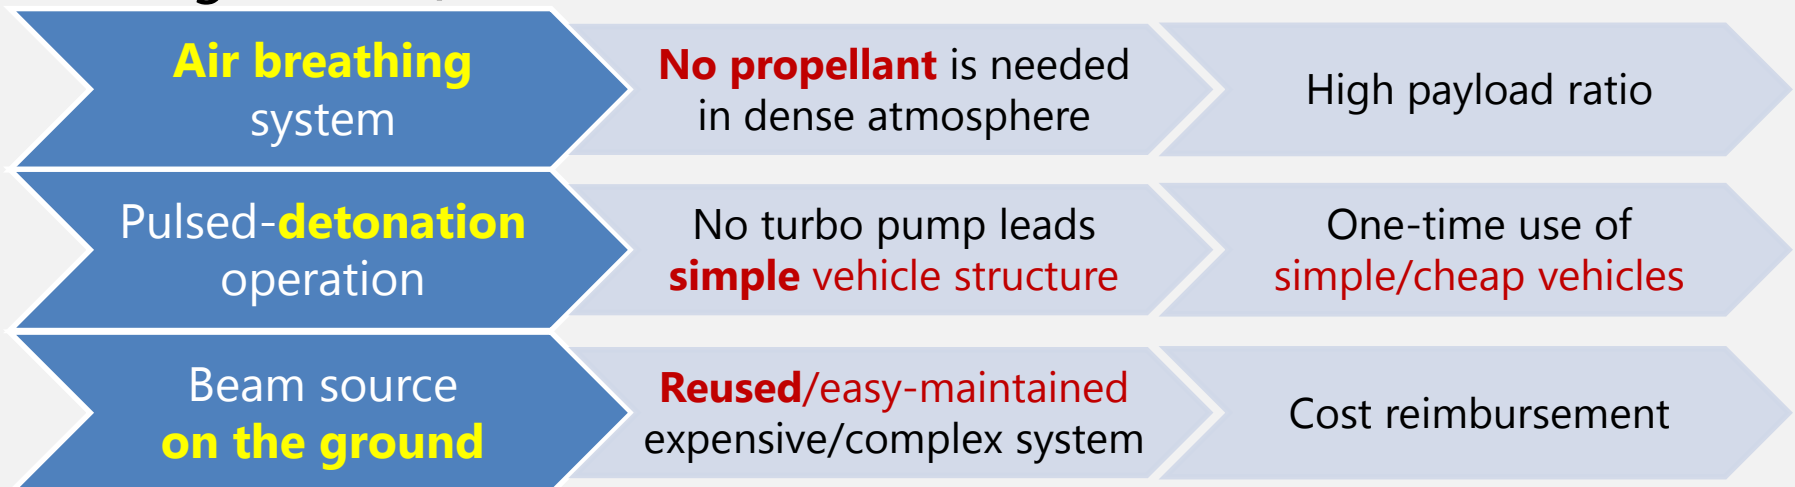 Air breathing
system
No propellant is needed
in dense atmosphere
High payload ratio
Pulsed-detonation
operation
No turbo pump leads
simple vehicle structure
One-time use of
simple/cheap vehicles
Beam source
on the ground
Reused/easy-maintained
expensive/complex system
Cost reimbursement